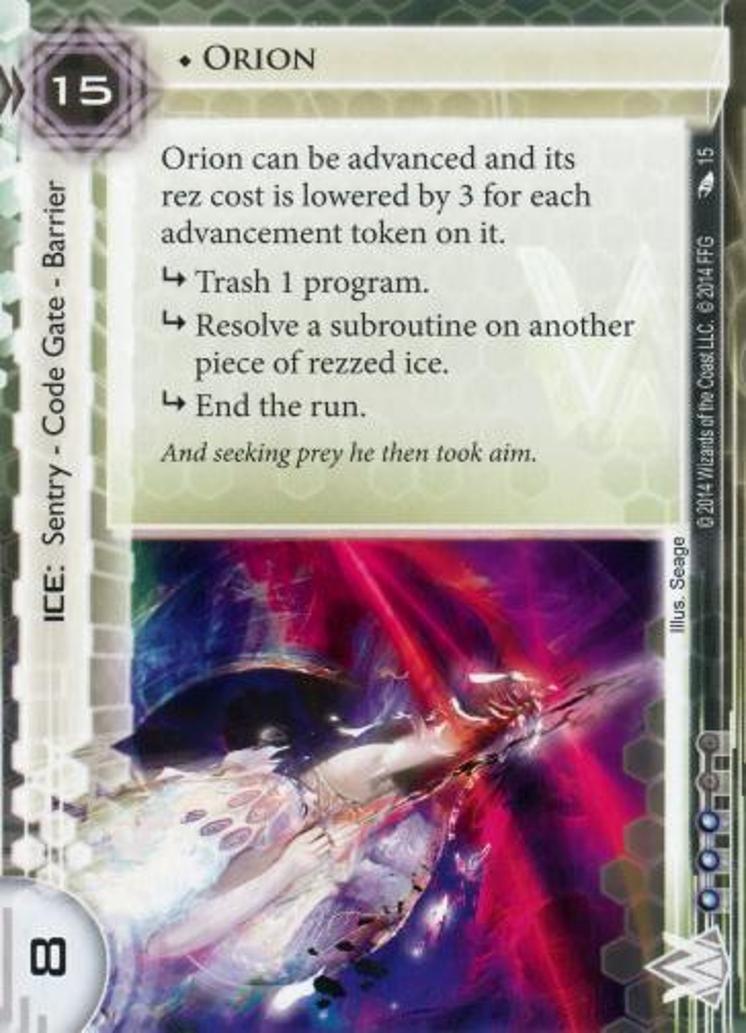 15
⬥ ORION
Orion can be advanced and its
rez cost is lowered by 3 for each
advancement token on it.
↳ Trash 1 program.
↳ Resolve a subroutine on another
piece of rezzed ice.
↳ End the run.
And seeking prey he then took aim.
ICE: Sentry - Code Gate - Barrier
8
Illus. Seage
© 2014 Wizards of the Coast LLC. © 2014 FFG
15